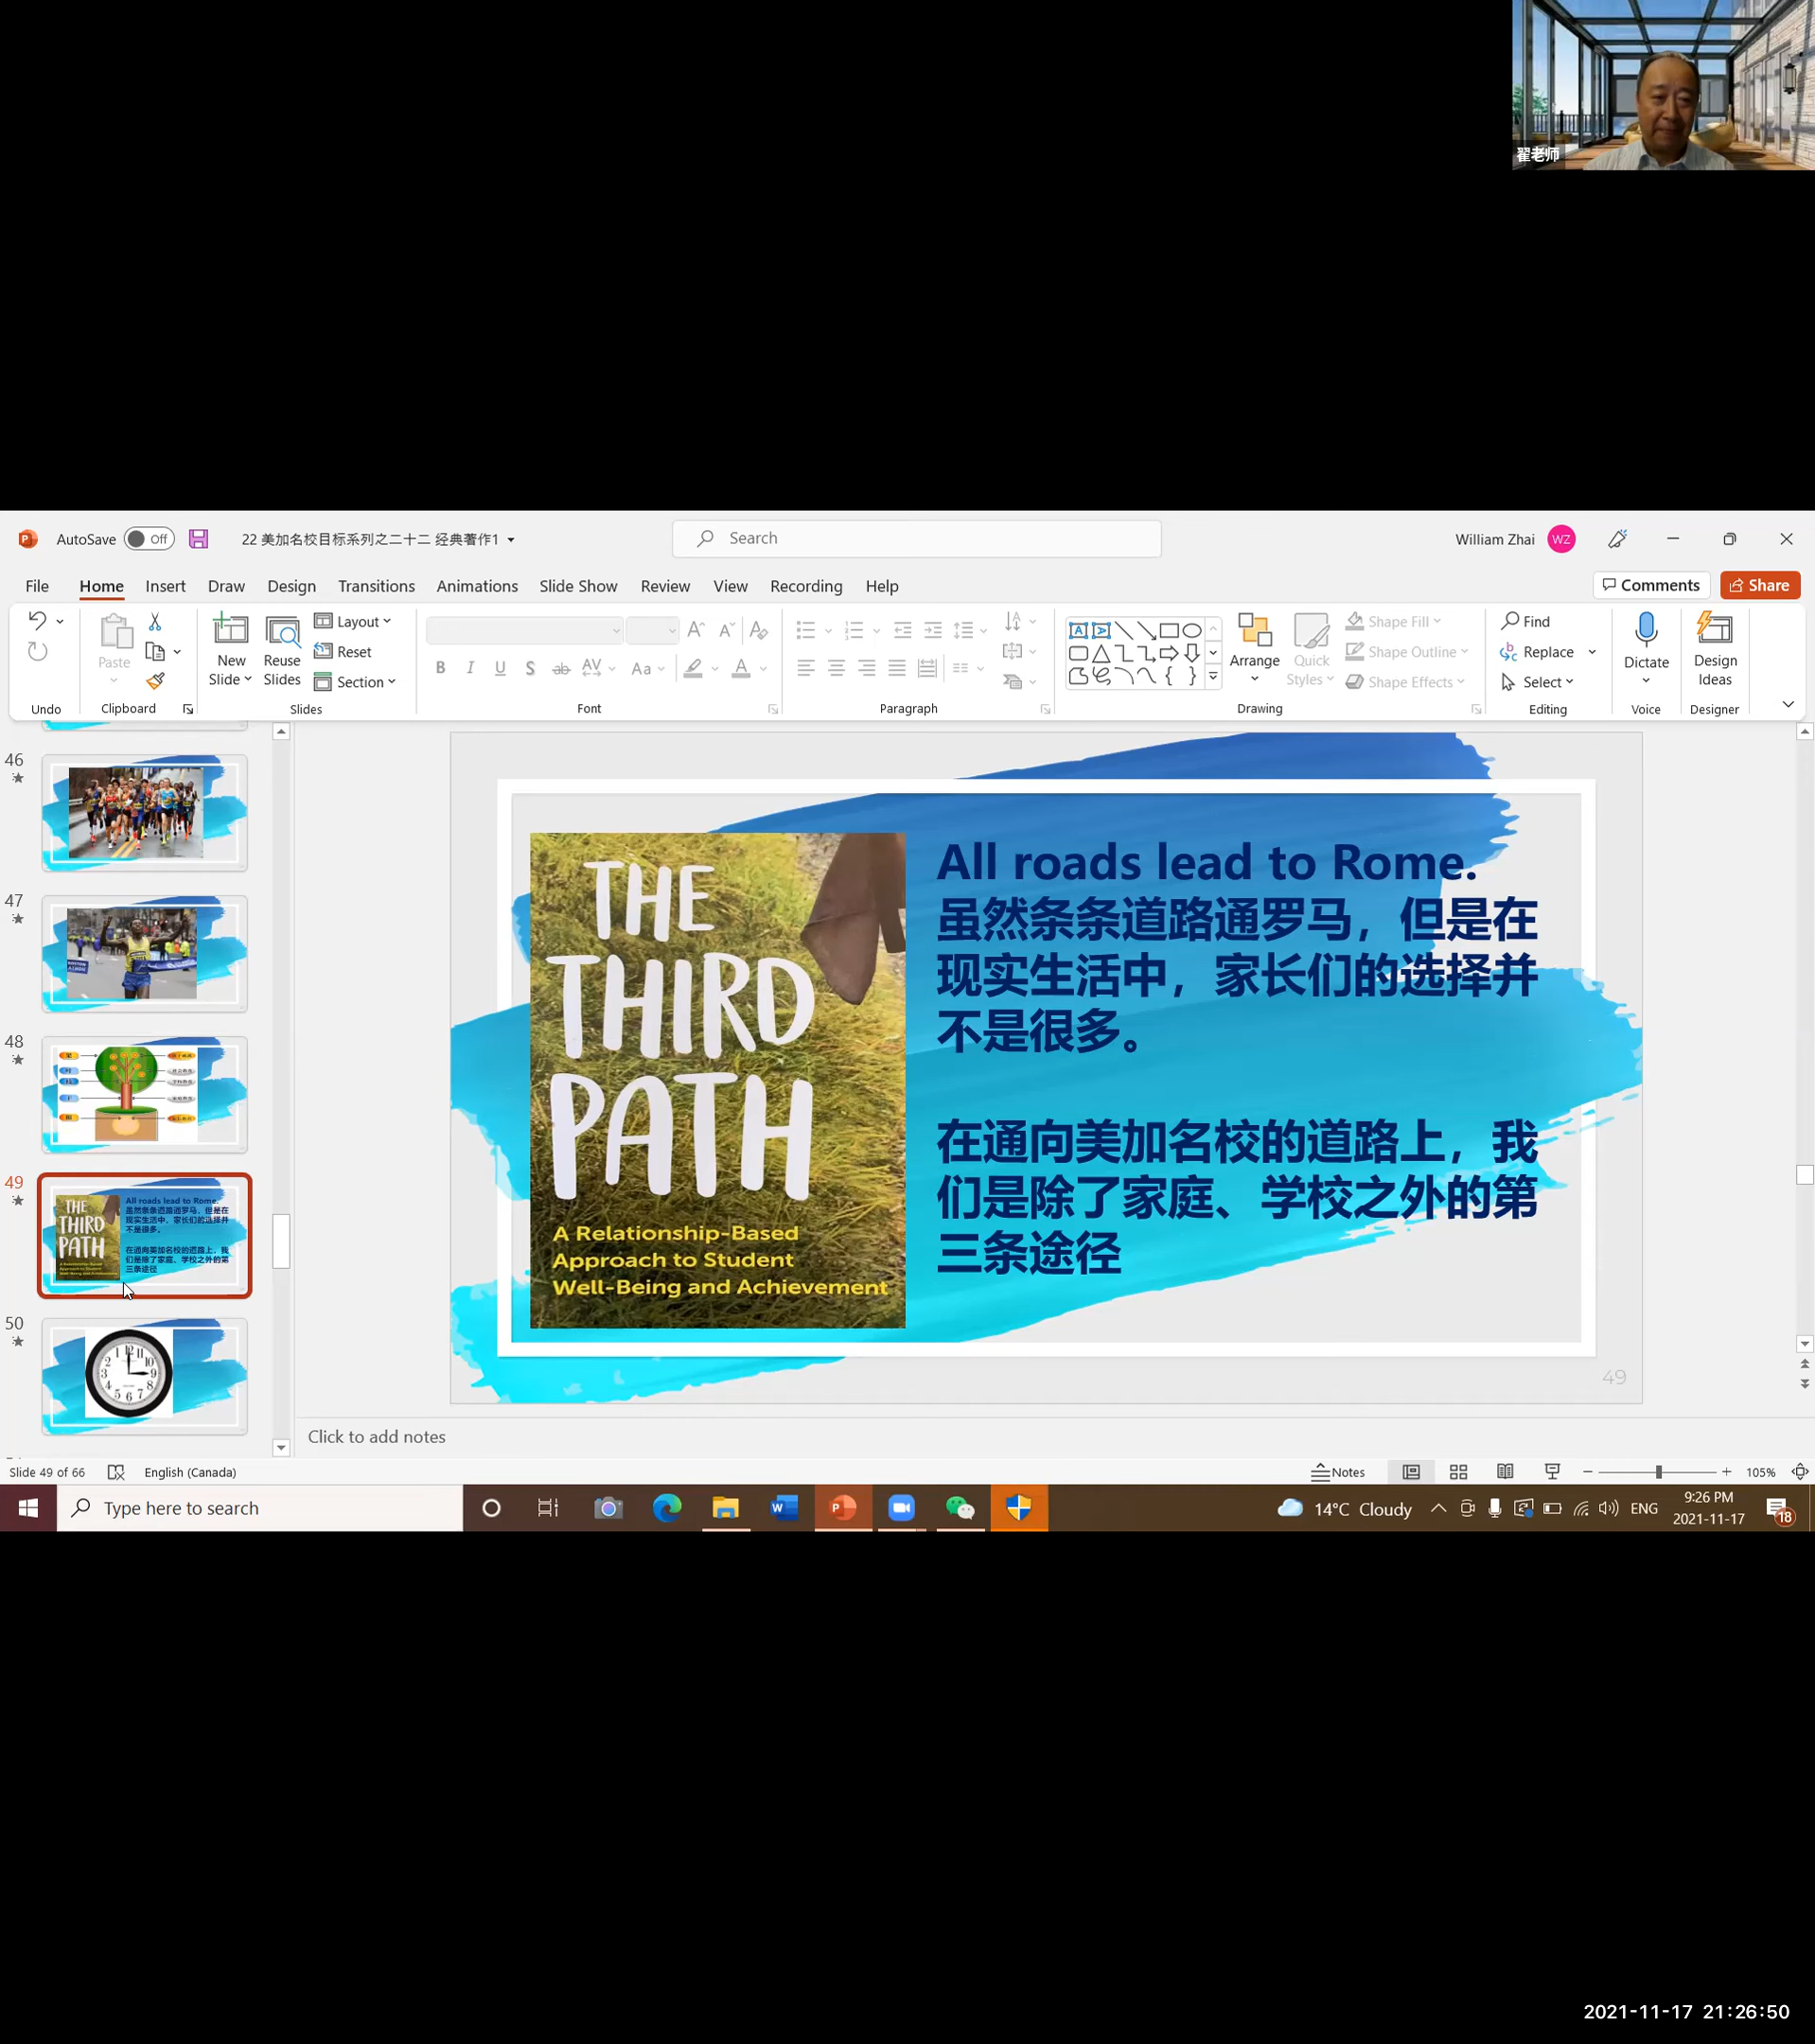 翟老师
AutoSave Off 22 美加名校目标系列之二十二 经典著作1 Search William Zhai WZ
File Home Insert Draw Design Transitions Animations Slide Show Review View Recording Help Comments Share
Paste New Slide Reuse Slides Layout Reset Section
Arrange Quick Styles Shape Fill Shape Outline Shape Effects
Find Replace Select Dictate Design Ideas
Undo Clipboard Slides Font Paragraph Drawing Editing Voice Designer
46
47
48
49
50
THE
THIRD
PATH
A Relationship-Based
Approach to Student
Well-Being and Achievement
All roads lead to Rome.
虽然条条道路通罗马，但是在
现实生活中，家长们的选择并
不是很多。
在通向美加名校的道路上，我
们是除了家庭、学校之外的第
三条途径
49
Click to add notes
Slide 49 of 66 English (Canada) Notes 105%
Type here to search 14°C Cloudy ENG 9:26 PM
2021-11-17 18
2021-11-17 21:26:50